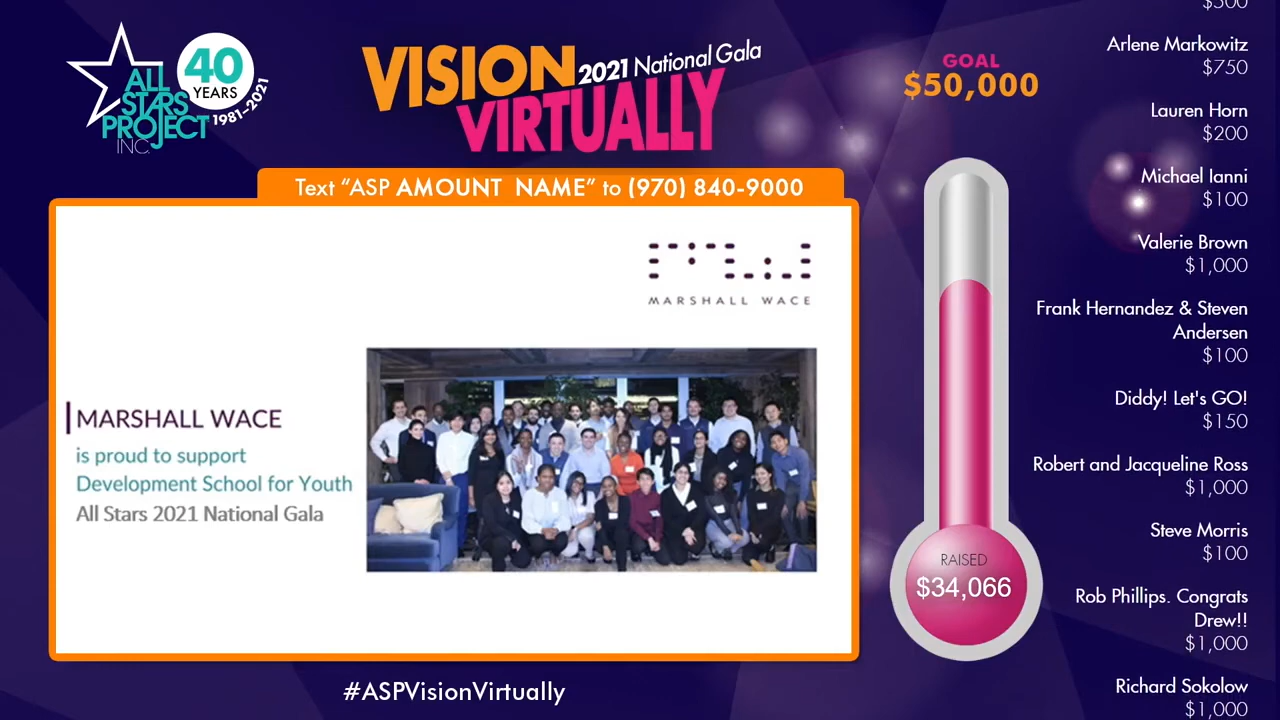 ALL
STARS
PROJECT
INC.
40
YEARS
1981-2021
VISION
2021 National Gala
VIRTUALLY
Text “ASP AMOUNT NAME” to (970) 840-9000
MARSHALL WACE
MARSHALL WACE
is proud to support
Development School for Youth
All Stars 2021 National Gala
#ASPVisionVirtually
GOAL
$50,000
RAISED
$34,066
$500
Arlene Markowitz
$750
Lauren Horn
$200
Michael Ianni
$100
Valerie Brown
$1,000
Frank Hernandez & Steven
Andersen
$100
Diddy! Let's GO!
$150
Robert and Jacqueline Ross
$1,000
Steve Morris
$100
Rob Phillips. Congrats
Drew!!
$1,000
Richard Sokolow
$1,000